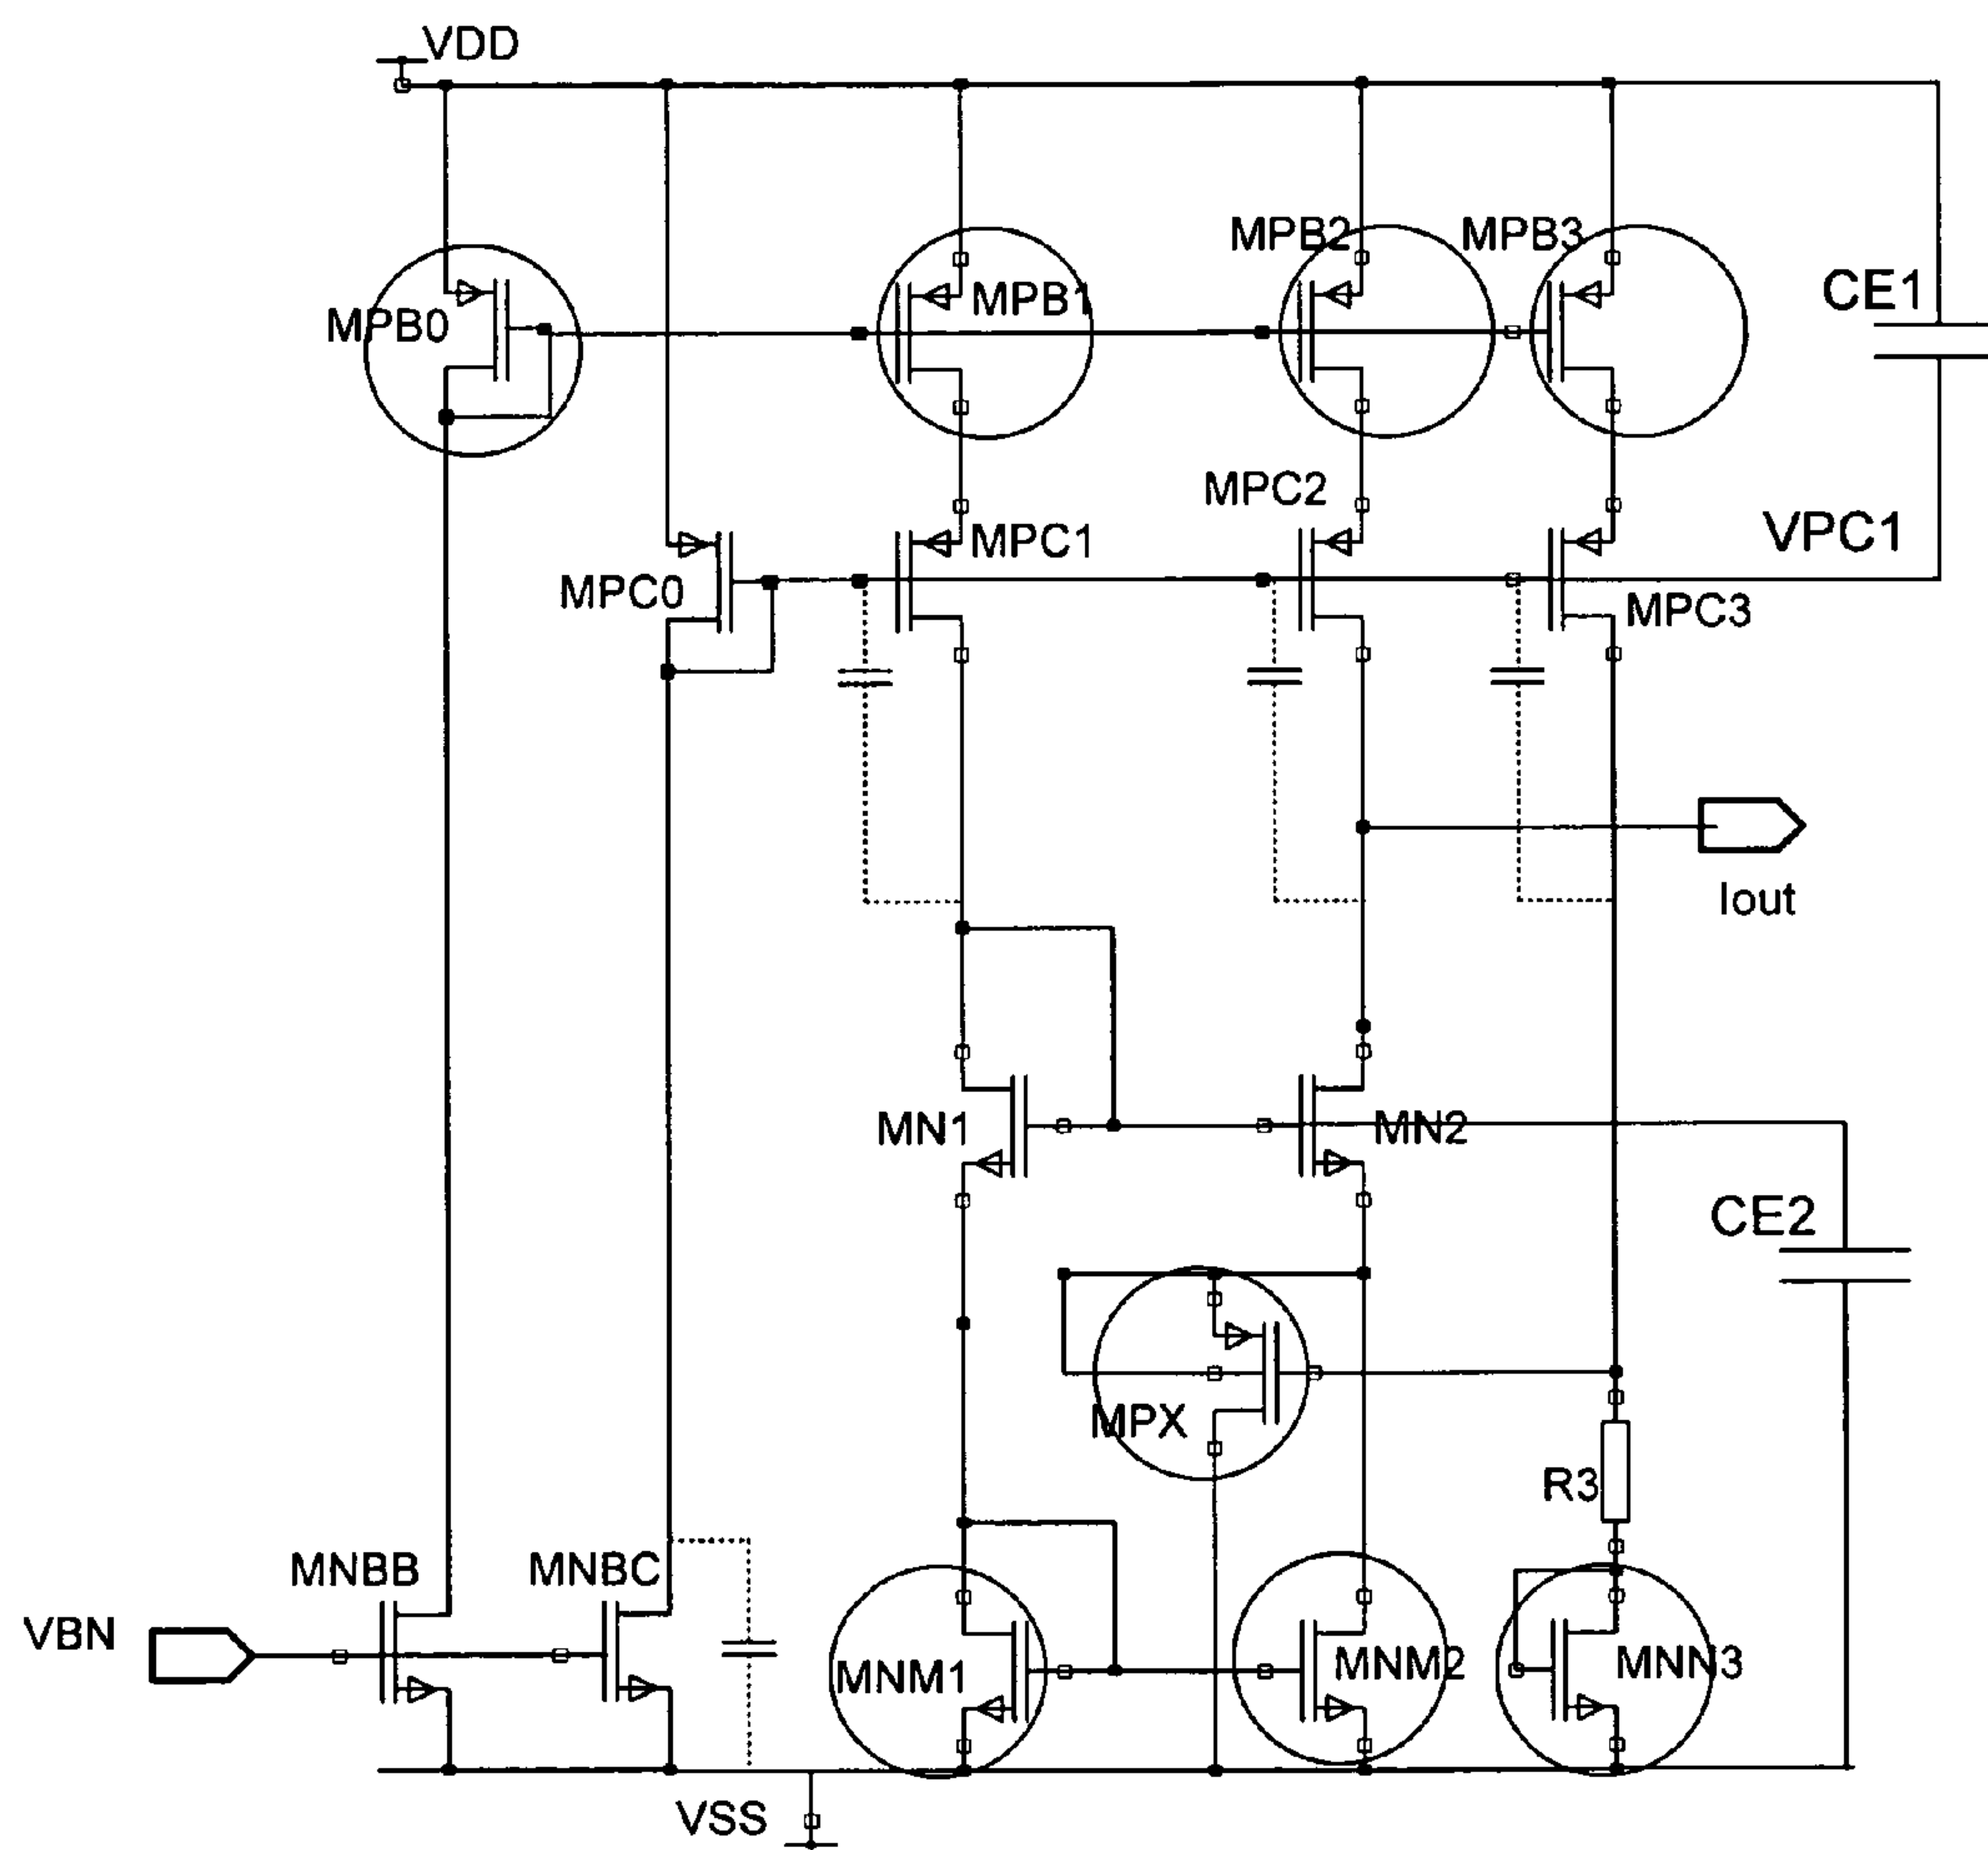 VDD
MPB2
MPB3
MPB0
MPB1
CE1
MPC2
MPC1
VPC1
MPC0
MPC3
Iout
MN1
MN2
CE2
MPX
R3
MNBB
MNBC
VBN
MNM1
MNM2
MNN3
VSS